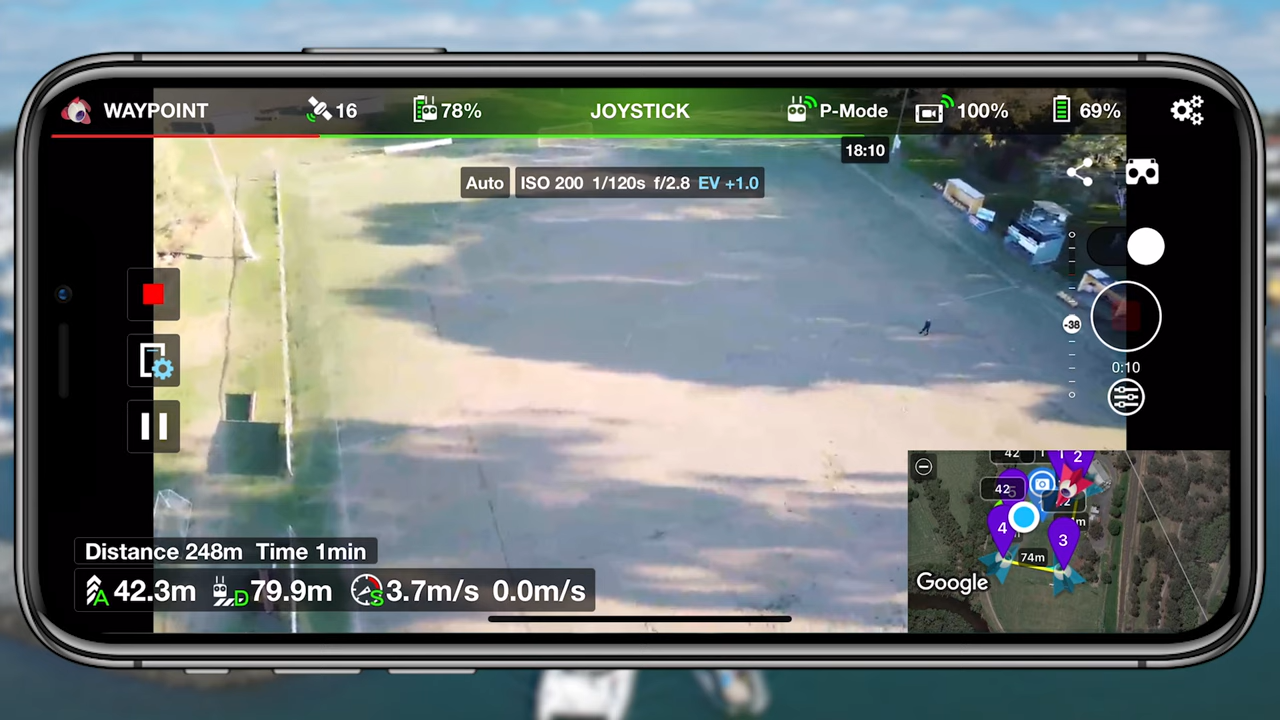 WAYPOINT 16 78% JOYSTICK P-Mode 100% 69%
18:10
Auto ISO 200 1/120s f/2.8 EV +1.0
-38
0:10
42 2
42 5
4 3
74m
Google
Distance 248m Time 1min
A 42.3m D 79.9m S 3.7m/s 0.0m/s